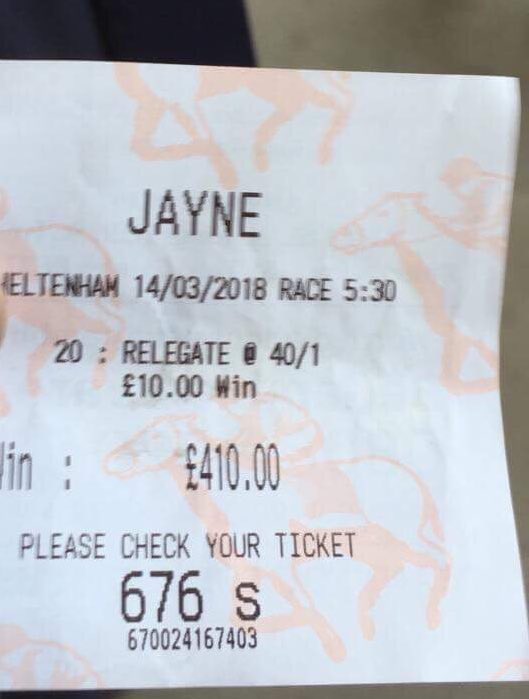 JAYNE
HELTENHAM 14/03/2018 RACE 5:30
20 : RELEGATE @ 40/1
£10.00 Win
Win : £410.00
PLEASE CHECK YOUR TICKET
676 S
670024167403